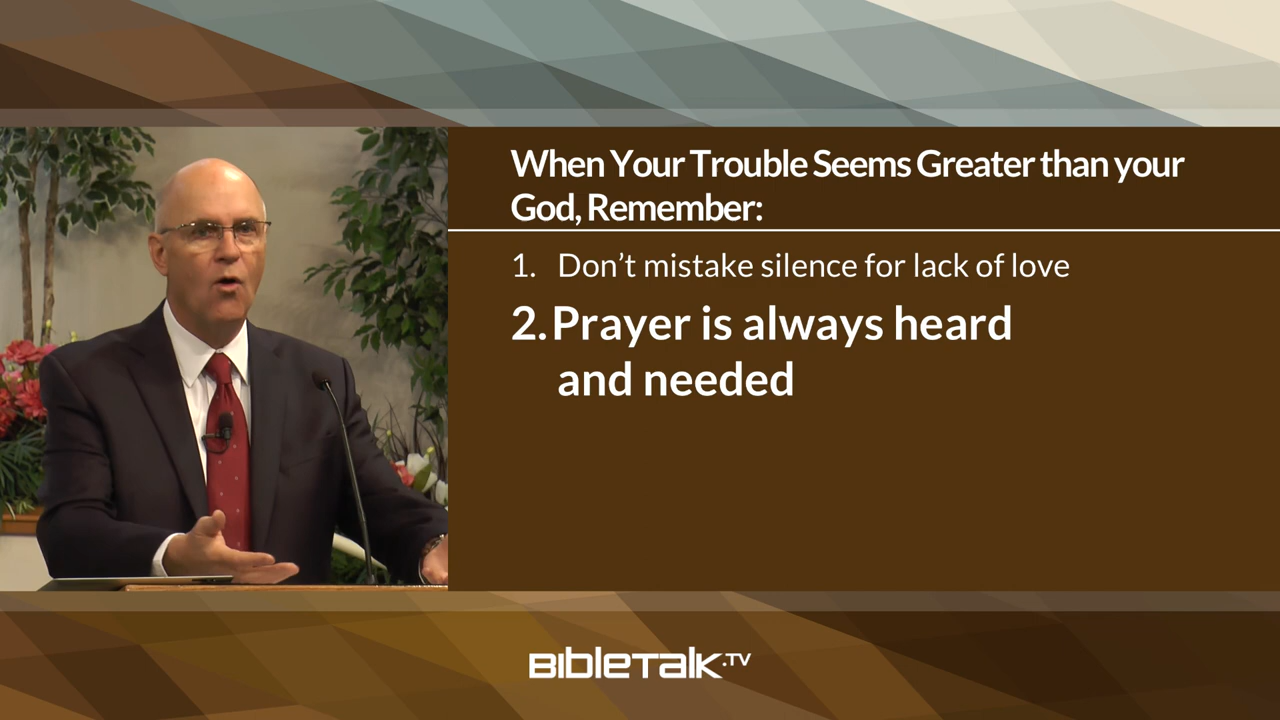 When Your Trouble Seems Greater than your
God, Remember:
1. Don't mistake silence for lack of love
2. Prayer is always heard
and needed
BibleTalk.TV